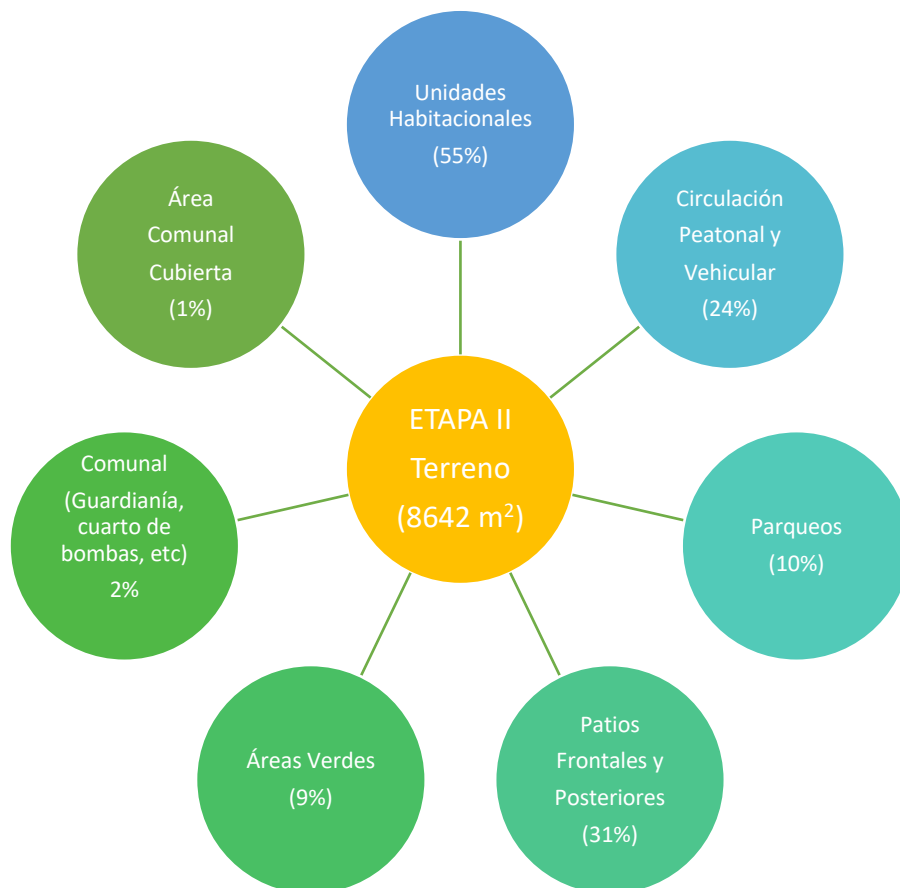 Unidades
Habitacionales
(55%)
Circulación
Peatonal y
Vehicular
(24%)
Parqueos
(10%)
Patios
Frontales y
Posteriores
(31%)
Áreas Verdes
(9%)
Comunal
(Guardianía,
cuarto de
bombas, etc)
2%
Área
Comunal
Cubierta
(1%)
ETAPA II
Terreno
(8642 m²)